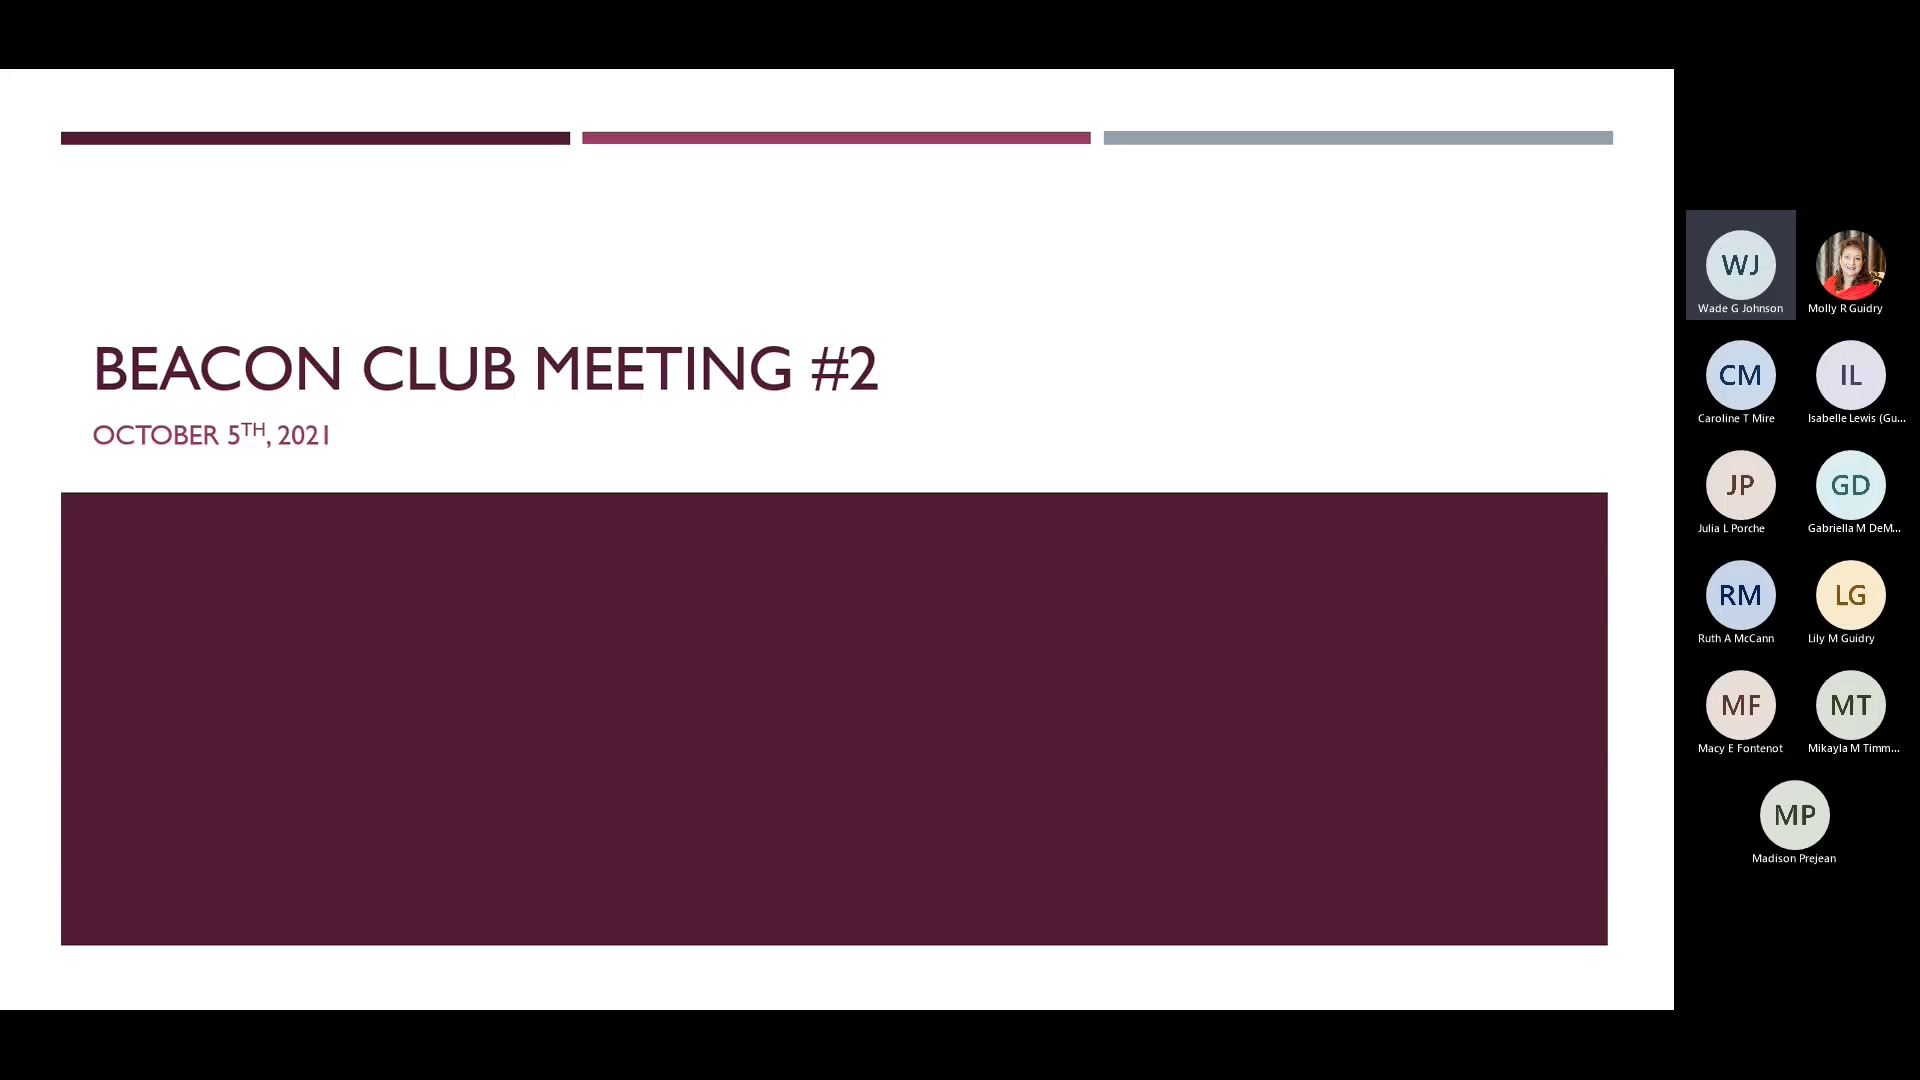 BEACON CLUB MEETING #2
OCTOBER 5TH, 2021
WJ
Wade G Johnson
Molly R Guidry
CM
Caroline T Mire
IL
Isabelle Lewis (Gu...
JP
Julia L Porche
GD
Gabriella M DeM...
RM
Ruth A McCann
LG
Lily M Guidry
MF
Macy E Fontenot
MT
Mikayla M Timm...
MP
Madison Prejean